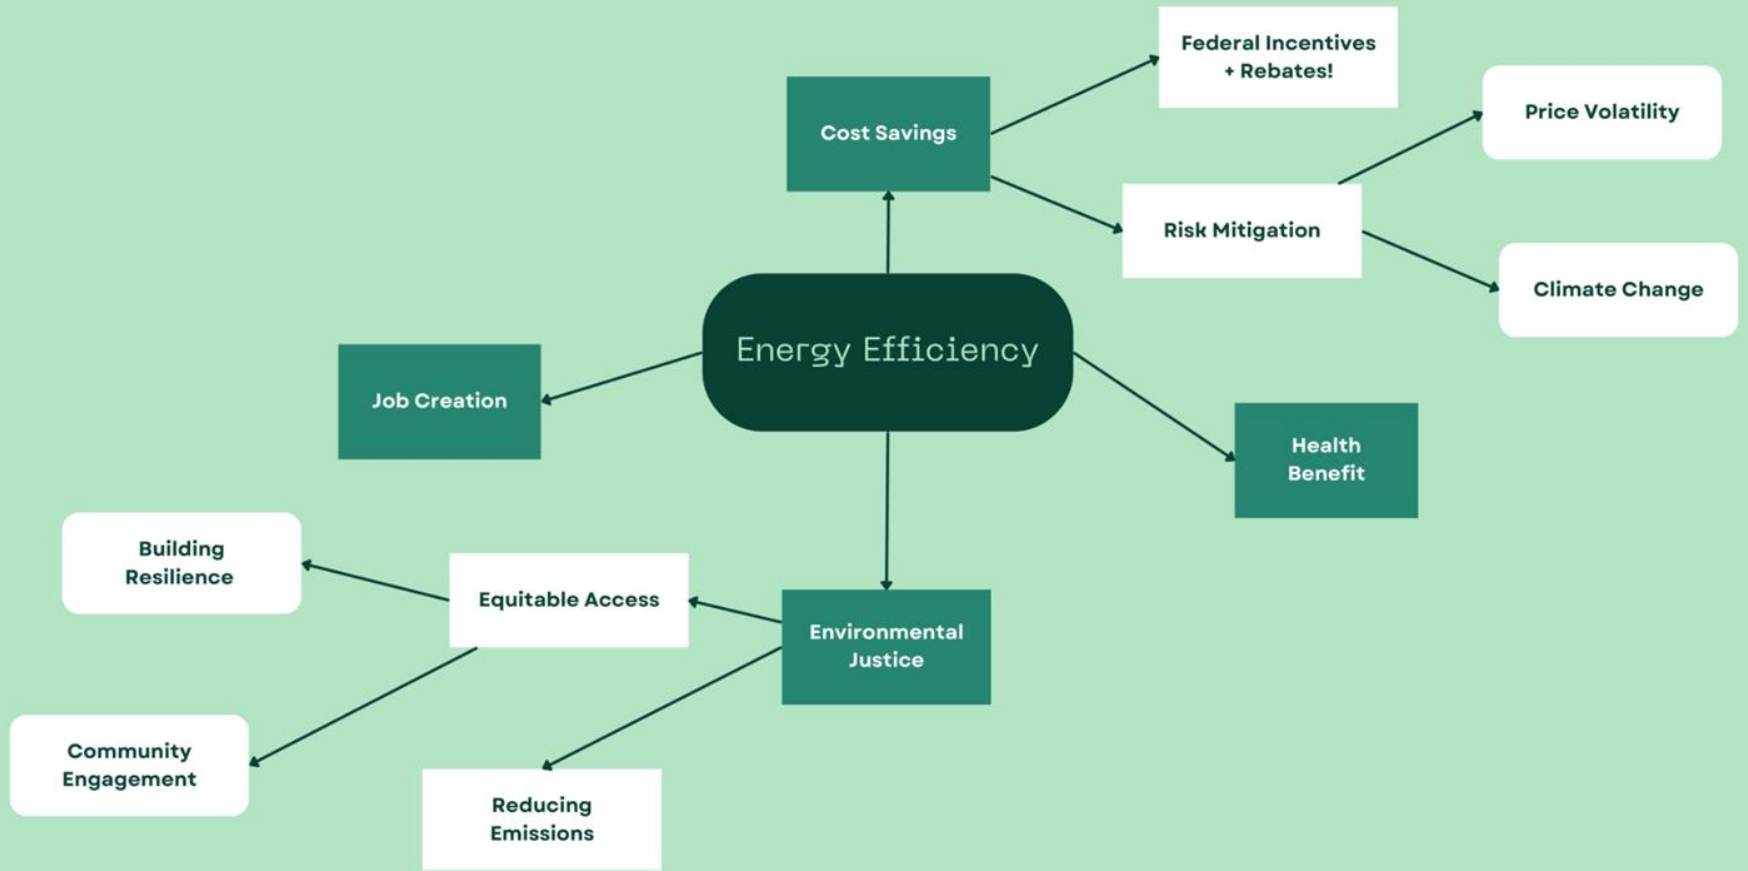 Federal Incentives
+ Rebates!
Price Volatility
Cost Savings
Risk Mitigation
Climate Change
Energy Efficiency
Job Creation
Health
Benefit
Building
Resilience
Equitable Access
Environmental
Justice
Community
Engagement
Reducing
Emissions